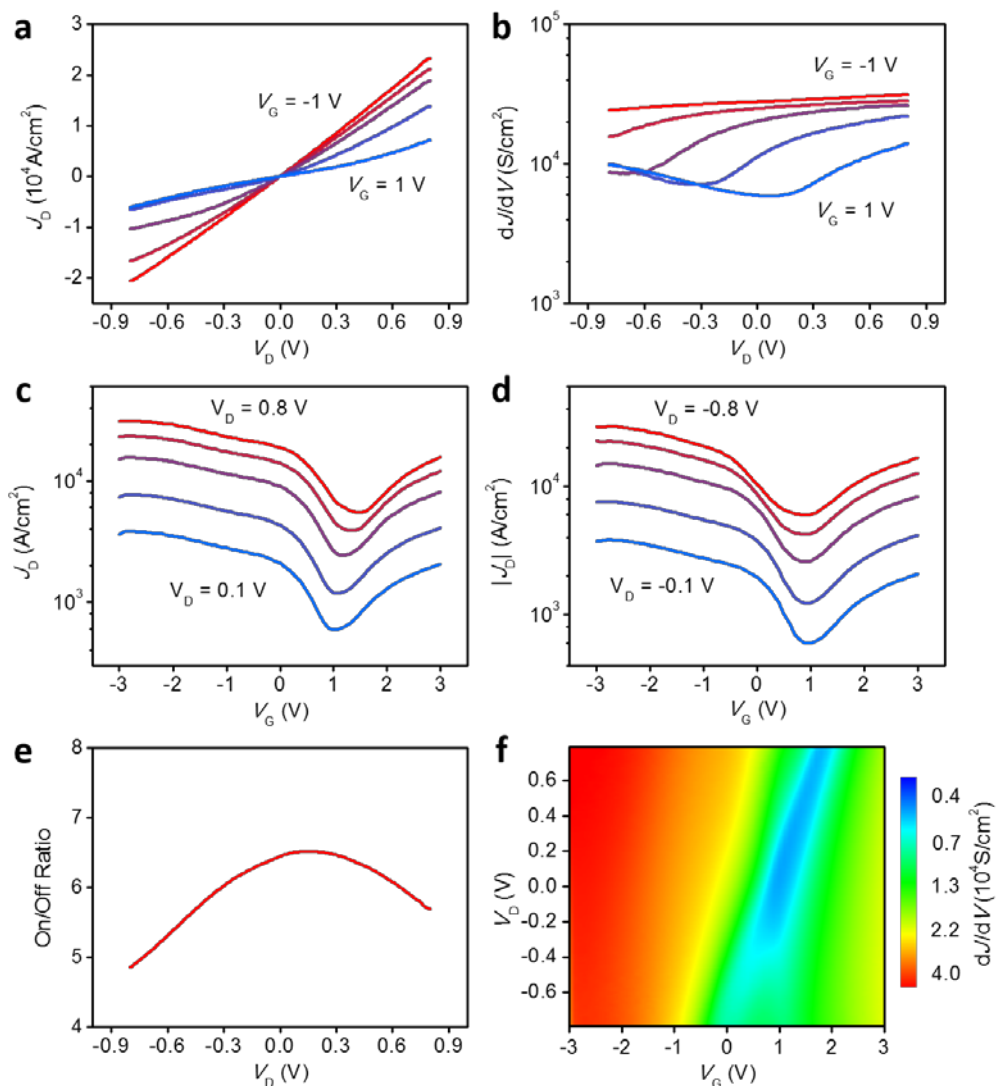 a
3
2
1
0
-1
-2
J_D (10^4 A/cm^2)
V_G = -1 V
V_G = 1 V
-0.9 -0.6 -0.3 0.0 0.3 0.6 0.9
V_D (V)
b
10^5
10^4
10^3
dJ/dV (S/cm^2)
V_G = -1 V
V_G = 1 V
-0.9 -0.6 -0.3 0.0 0.3 0.6 0.9
V_D (V)
c
10^4
10^3
J_D (A/cm^2)
V_D = 0.8 V
V_D = 0.1 V
-3 -2 -1 0 1 2 3
V_G (V)
d
10^4
10^3
|J_D| (A/cm^2)
V_D = -0.8 V
V_D = -0.1 V
-3 -2 -1 0 1 2 3
V_G (V)
e
8
7
6
5
4
On/Off Ratio
-0.9 -0.6 -0.3 0.0 0.3 0.6 0.9
V_D (V)
f
0.6
0.4
0.2
0.0
-0.2
-0.4
-0.6
V_D (V)
-3 -2 -1 0 1 2 3
V_G (V)
0.4
0.7
1.3
2.2
4.0
dJ/dV (10^4 S/cm^2)